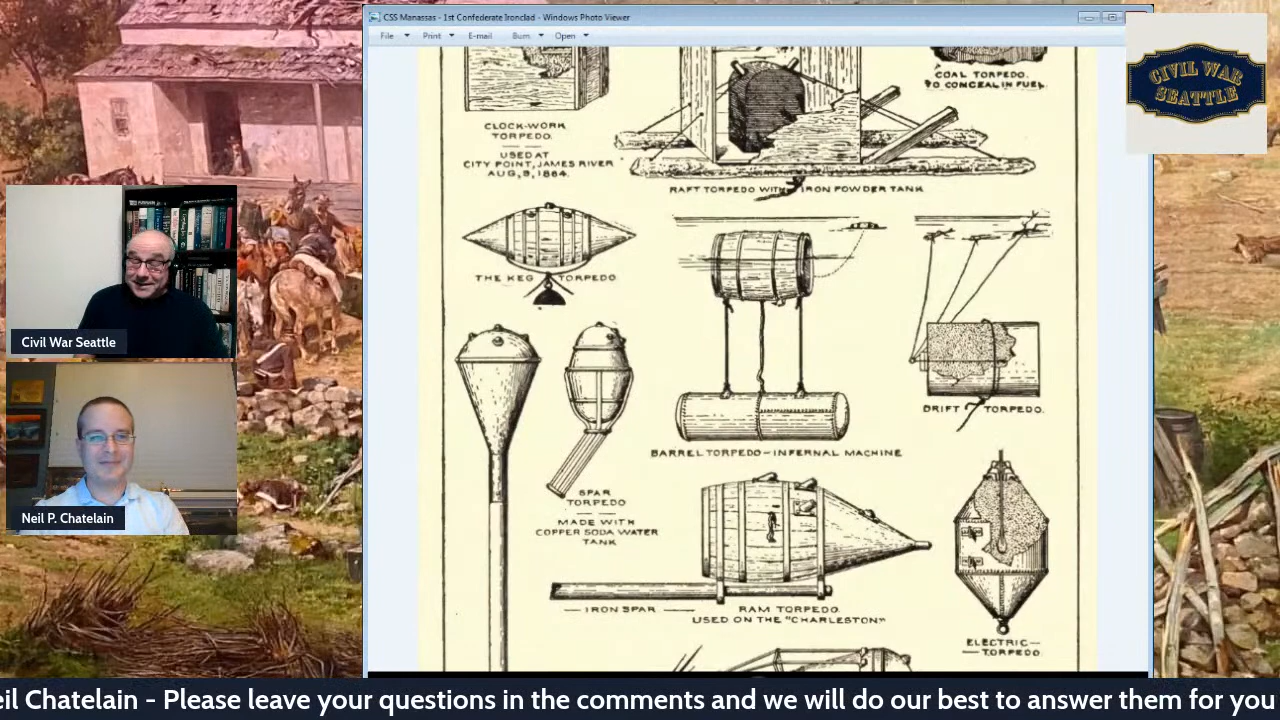 CSS Manassas - 1st Confederate Ironclad - Windows Photo Viewer
File Print E-mail Burn Open
CIVIL WAR
SEATTLE
COAL TORPEDO.
TO CONCEAL IN FUEL.
CLOCK-WORK
TORPEDO.
USED AT
CITY POINT, JAMES RIVER
AUG, 9, 1864.
RAFT TORPEDO WITH IRON POWDER TANK
THE KEG TORPEDO
DRIFT TORPEDO.
BARREL TORPEDO - INFERNAL MACHINE
SPAR
TORPEDO
MADE WITH
COPPER SODA WATER
TANK
IRON SPAR
RAM TORPEDO.
USED ON THE "CHARLESTON"
ELECTRIC-
TORPEDO.
Civil War Seattle
Neil P. Chatelain
eil Chatelain - Please leave your questions in the comments and we will do our best to answer them for you